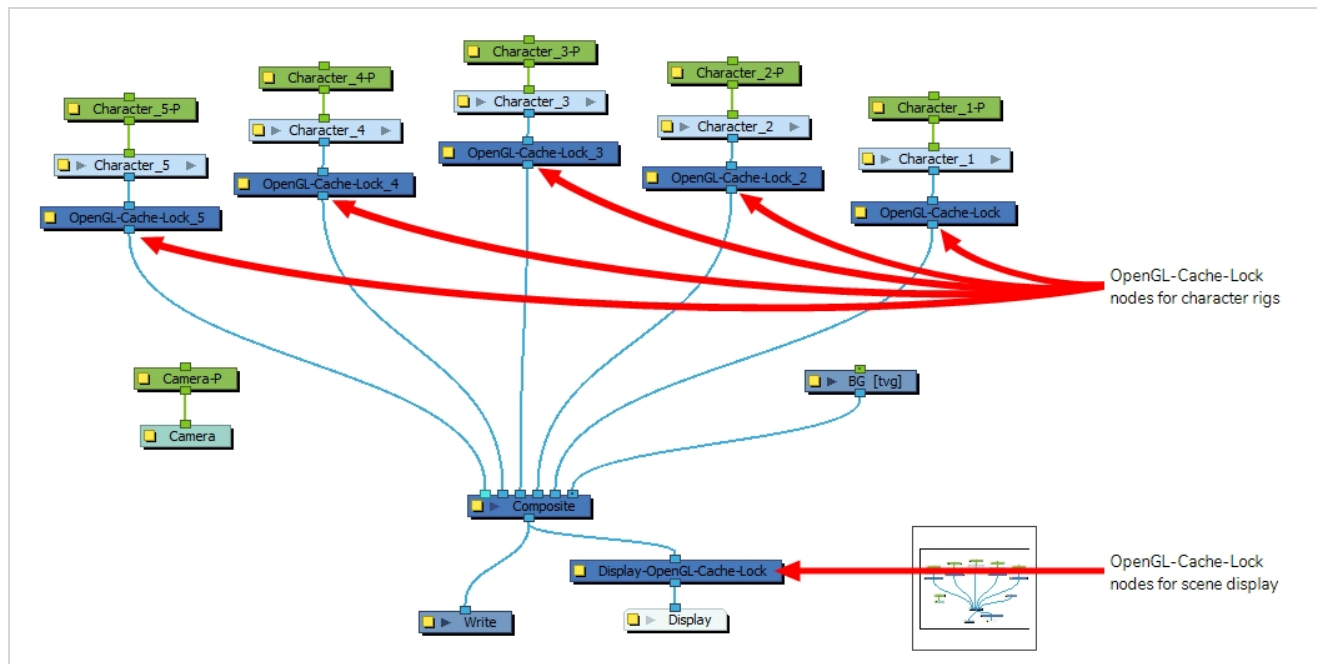 Character_3-P
Character_4-P
Character_2-P
Character_5-P
Character_1-P
Character_3
Character_4
Character_2
Character_5
Character_1
OpenGL-Cache-Lock_3
OpenGL-Cache-Lock_4
OpenGL-Cache-Lock_2
OpenGL-Cache-Lock_5
OpenGL-Cache-Lock
OpenGL-Cache-Lock
nodes for character rigs
Camera-P
BG [tvg]
Camera
Composite
Display-OpenGL-Cache-Lock
OpenGL-Cache-Lock
nodes for scene display
Write
Display